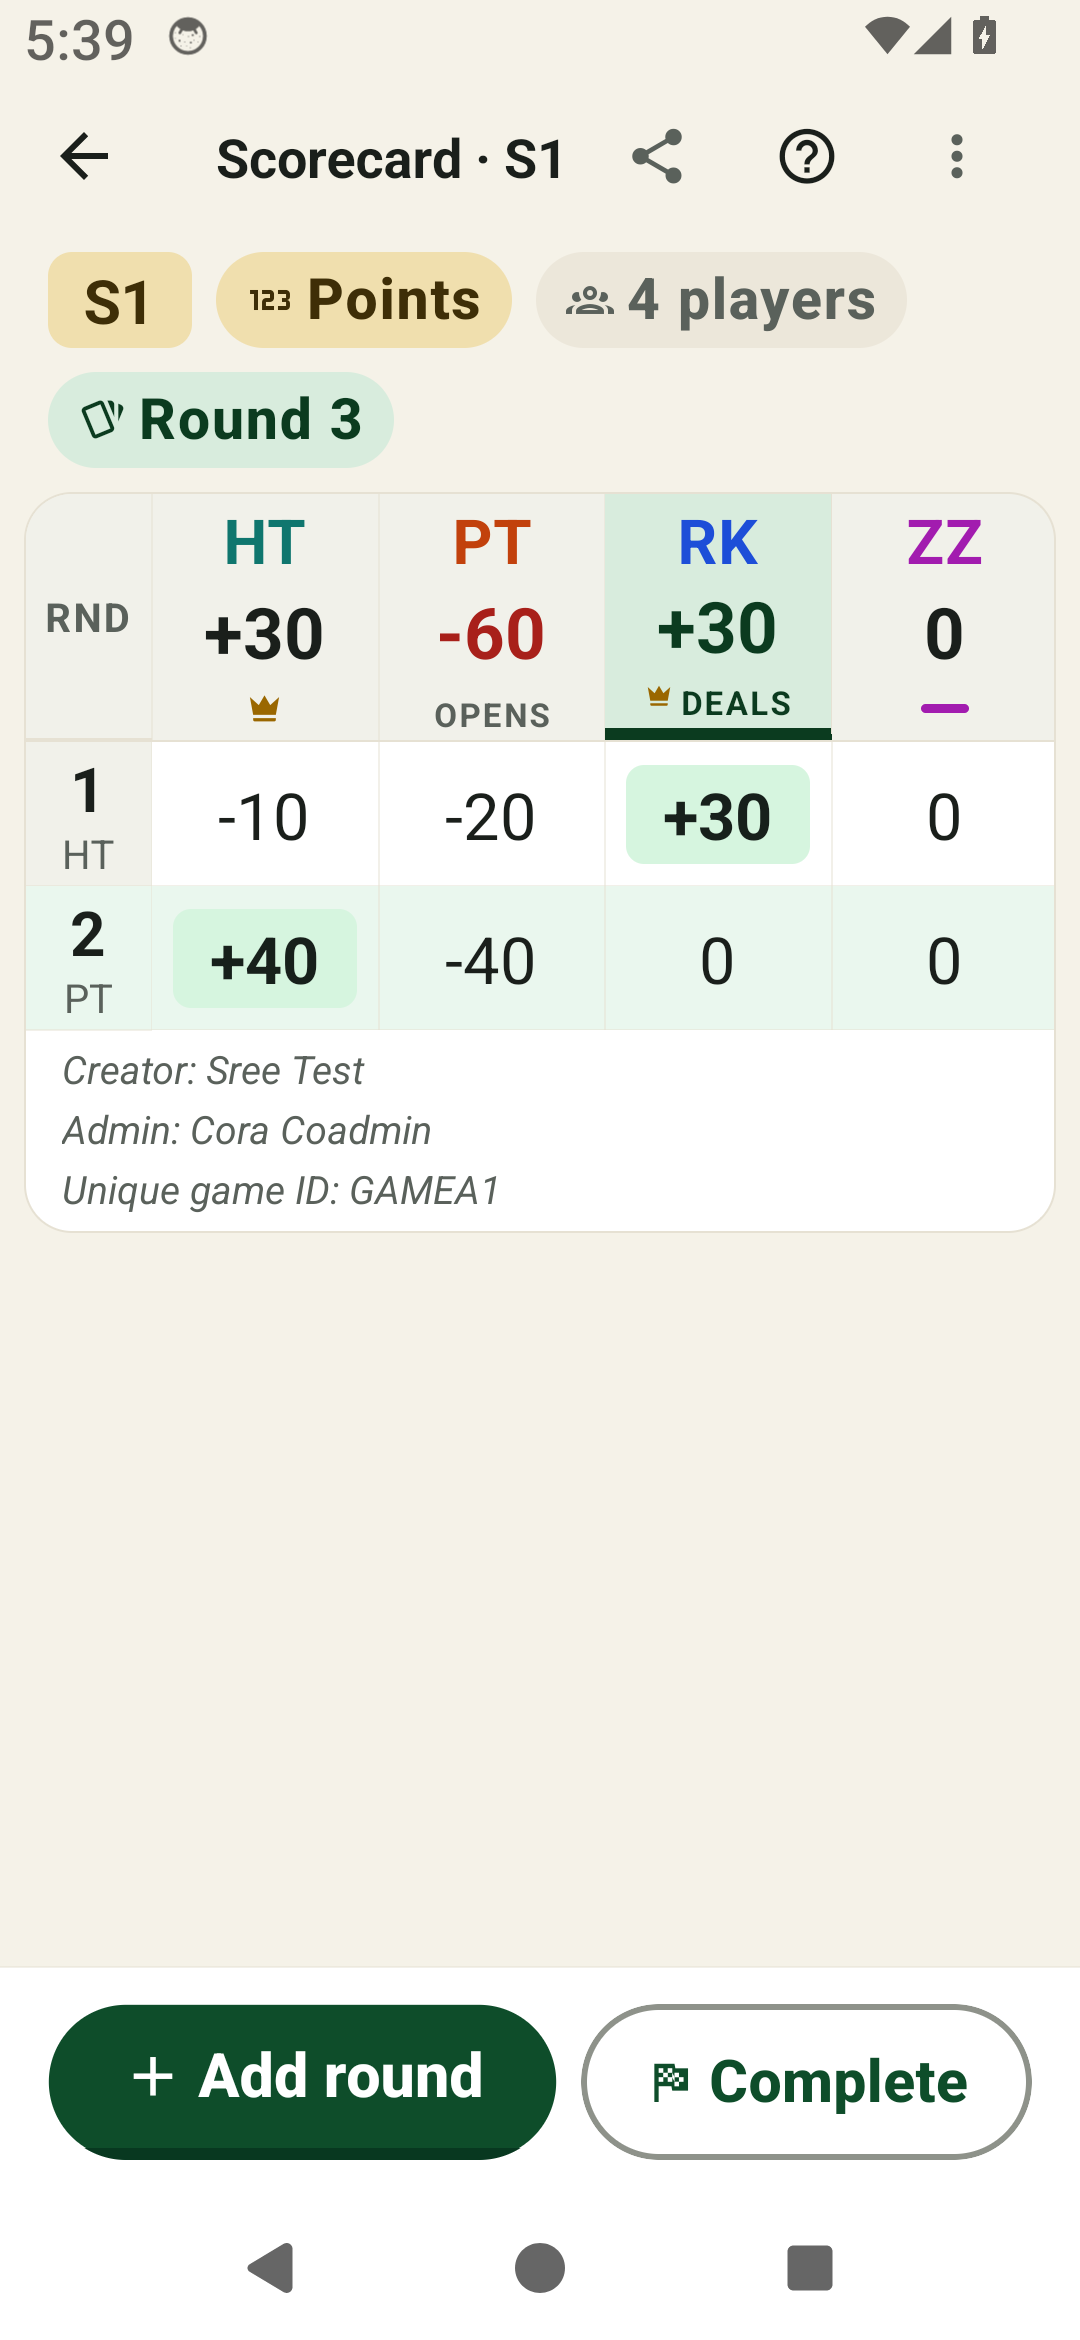 5:39
Scorecard · S1
S1
123 Points
4 players
Round 3
RND HT PT RK ZZ
+30 -60 +30 0
OPENS DEALS
1 -10 -20 +30 0
HT
2 +40 -40 0 0
PT
Creator: Sree Test
Admin: Cora Coadmin
Unique game ID: GAMEA1
+ Add round
Complete